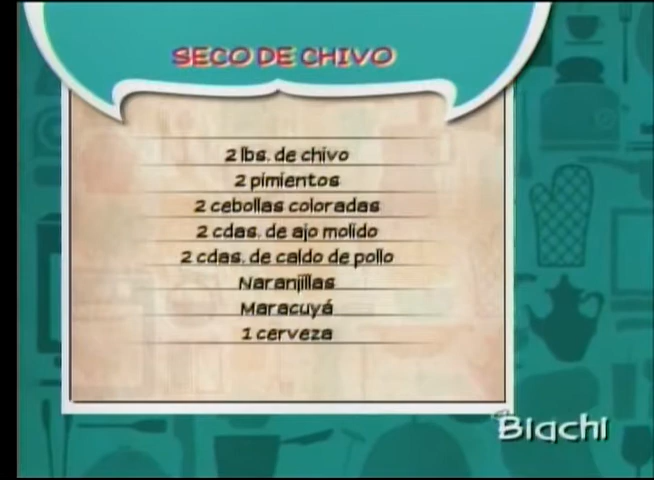 SECO DE CHIVO
2 lbs. de chivo
2 pimientos
2 cebollas coloradas
2 cdas. de ajo molido
2 cdas. de caldo de pollo
Naranjillas
Maracuyá
1 cerveza
Biachi